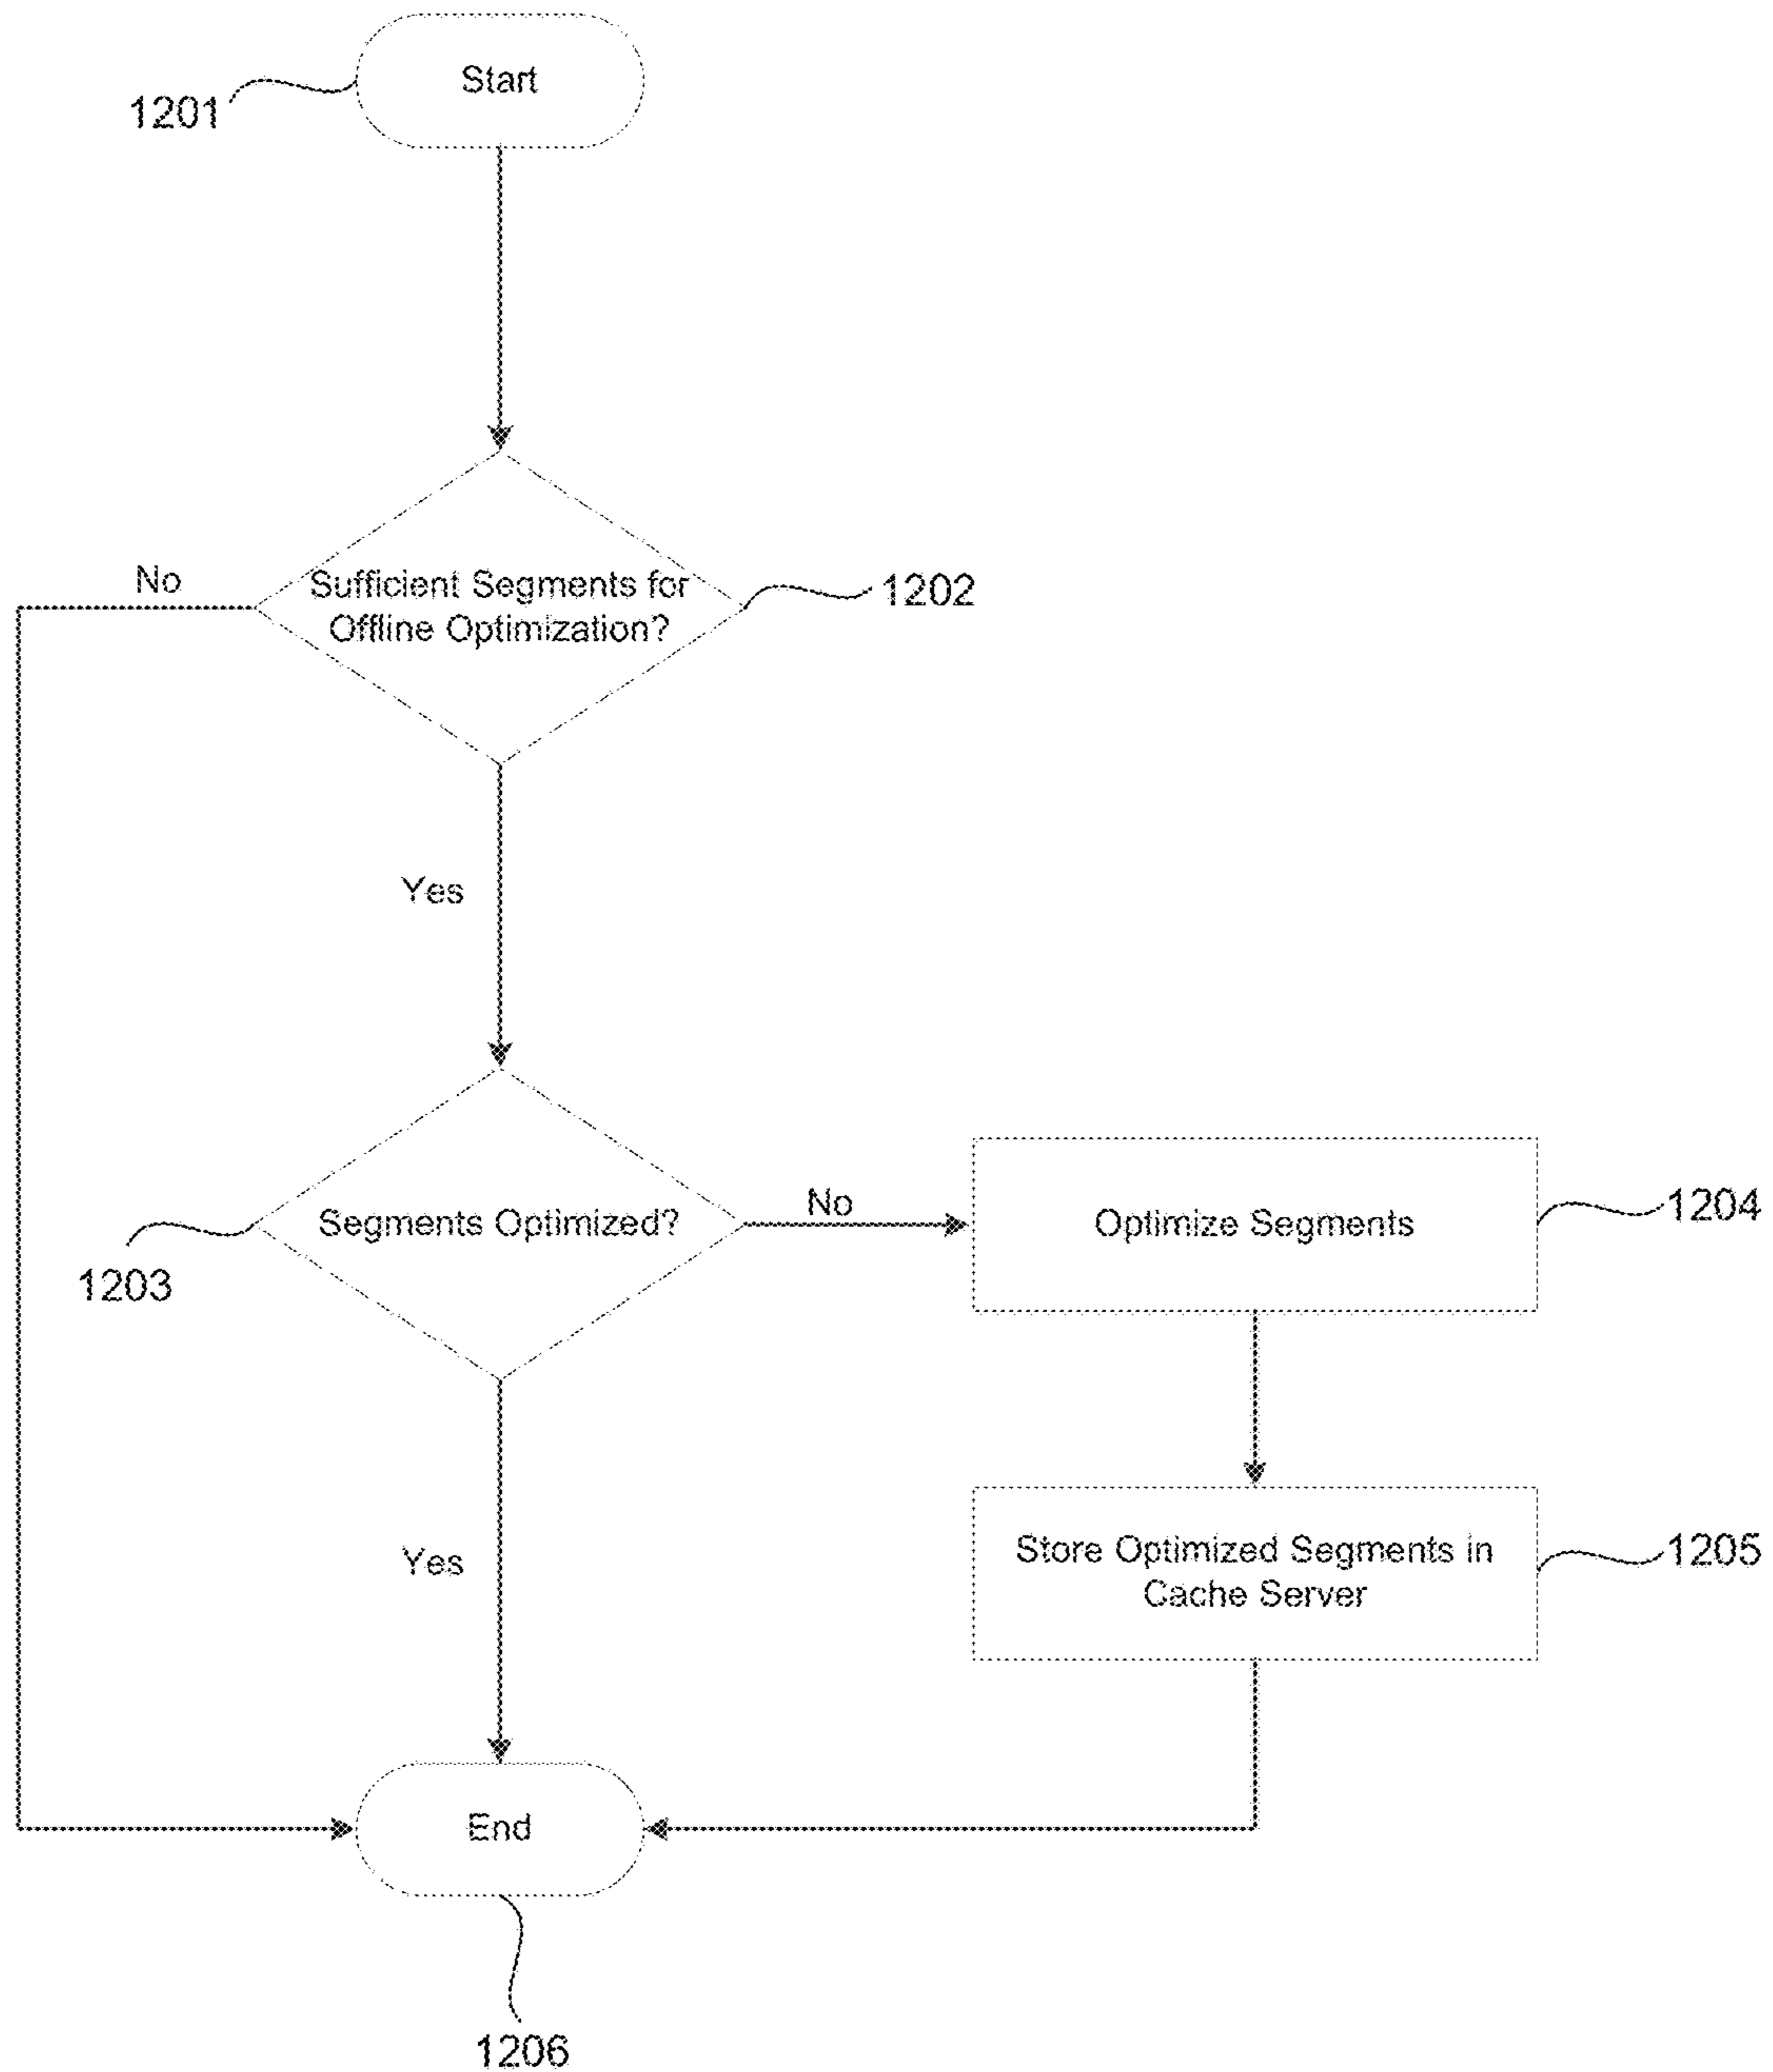 Start
1201
No
Sufficient Segments for
Offline Optimization?
1202
Yes
Segments Optimized?
1203
No
Optimize Segments
1204
Yes
Store Optimized Segments in
Cache Server
1205
End
1206